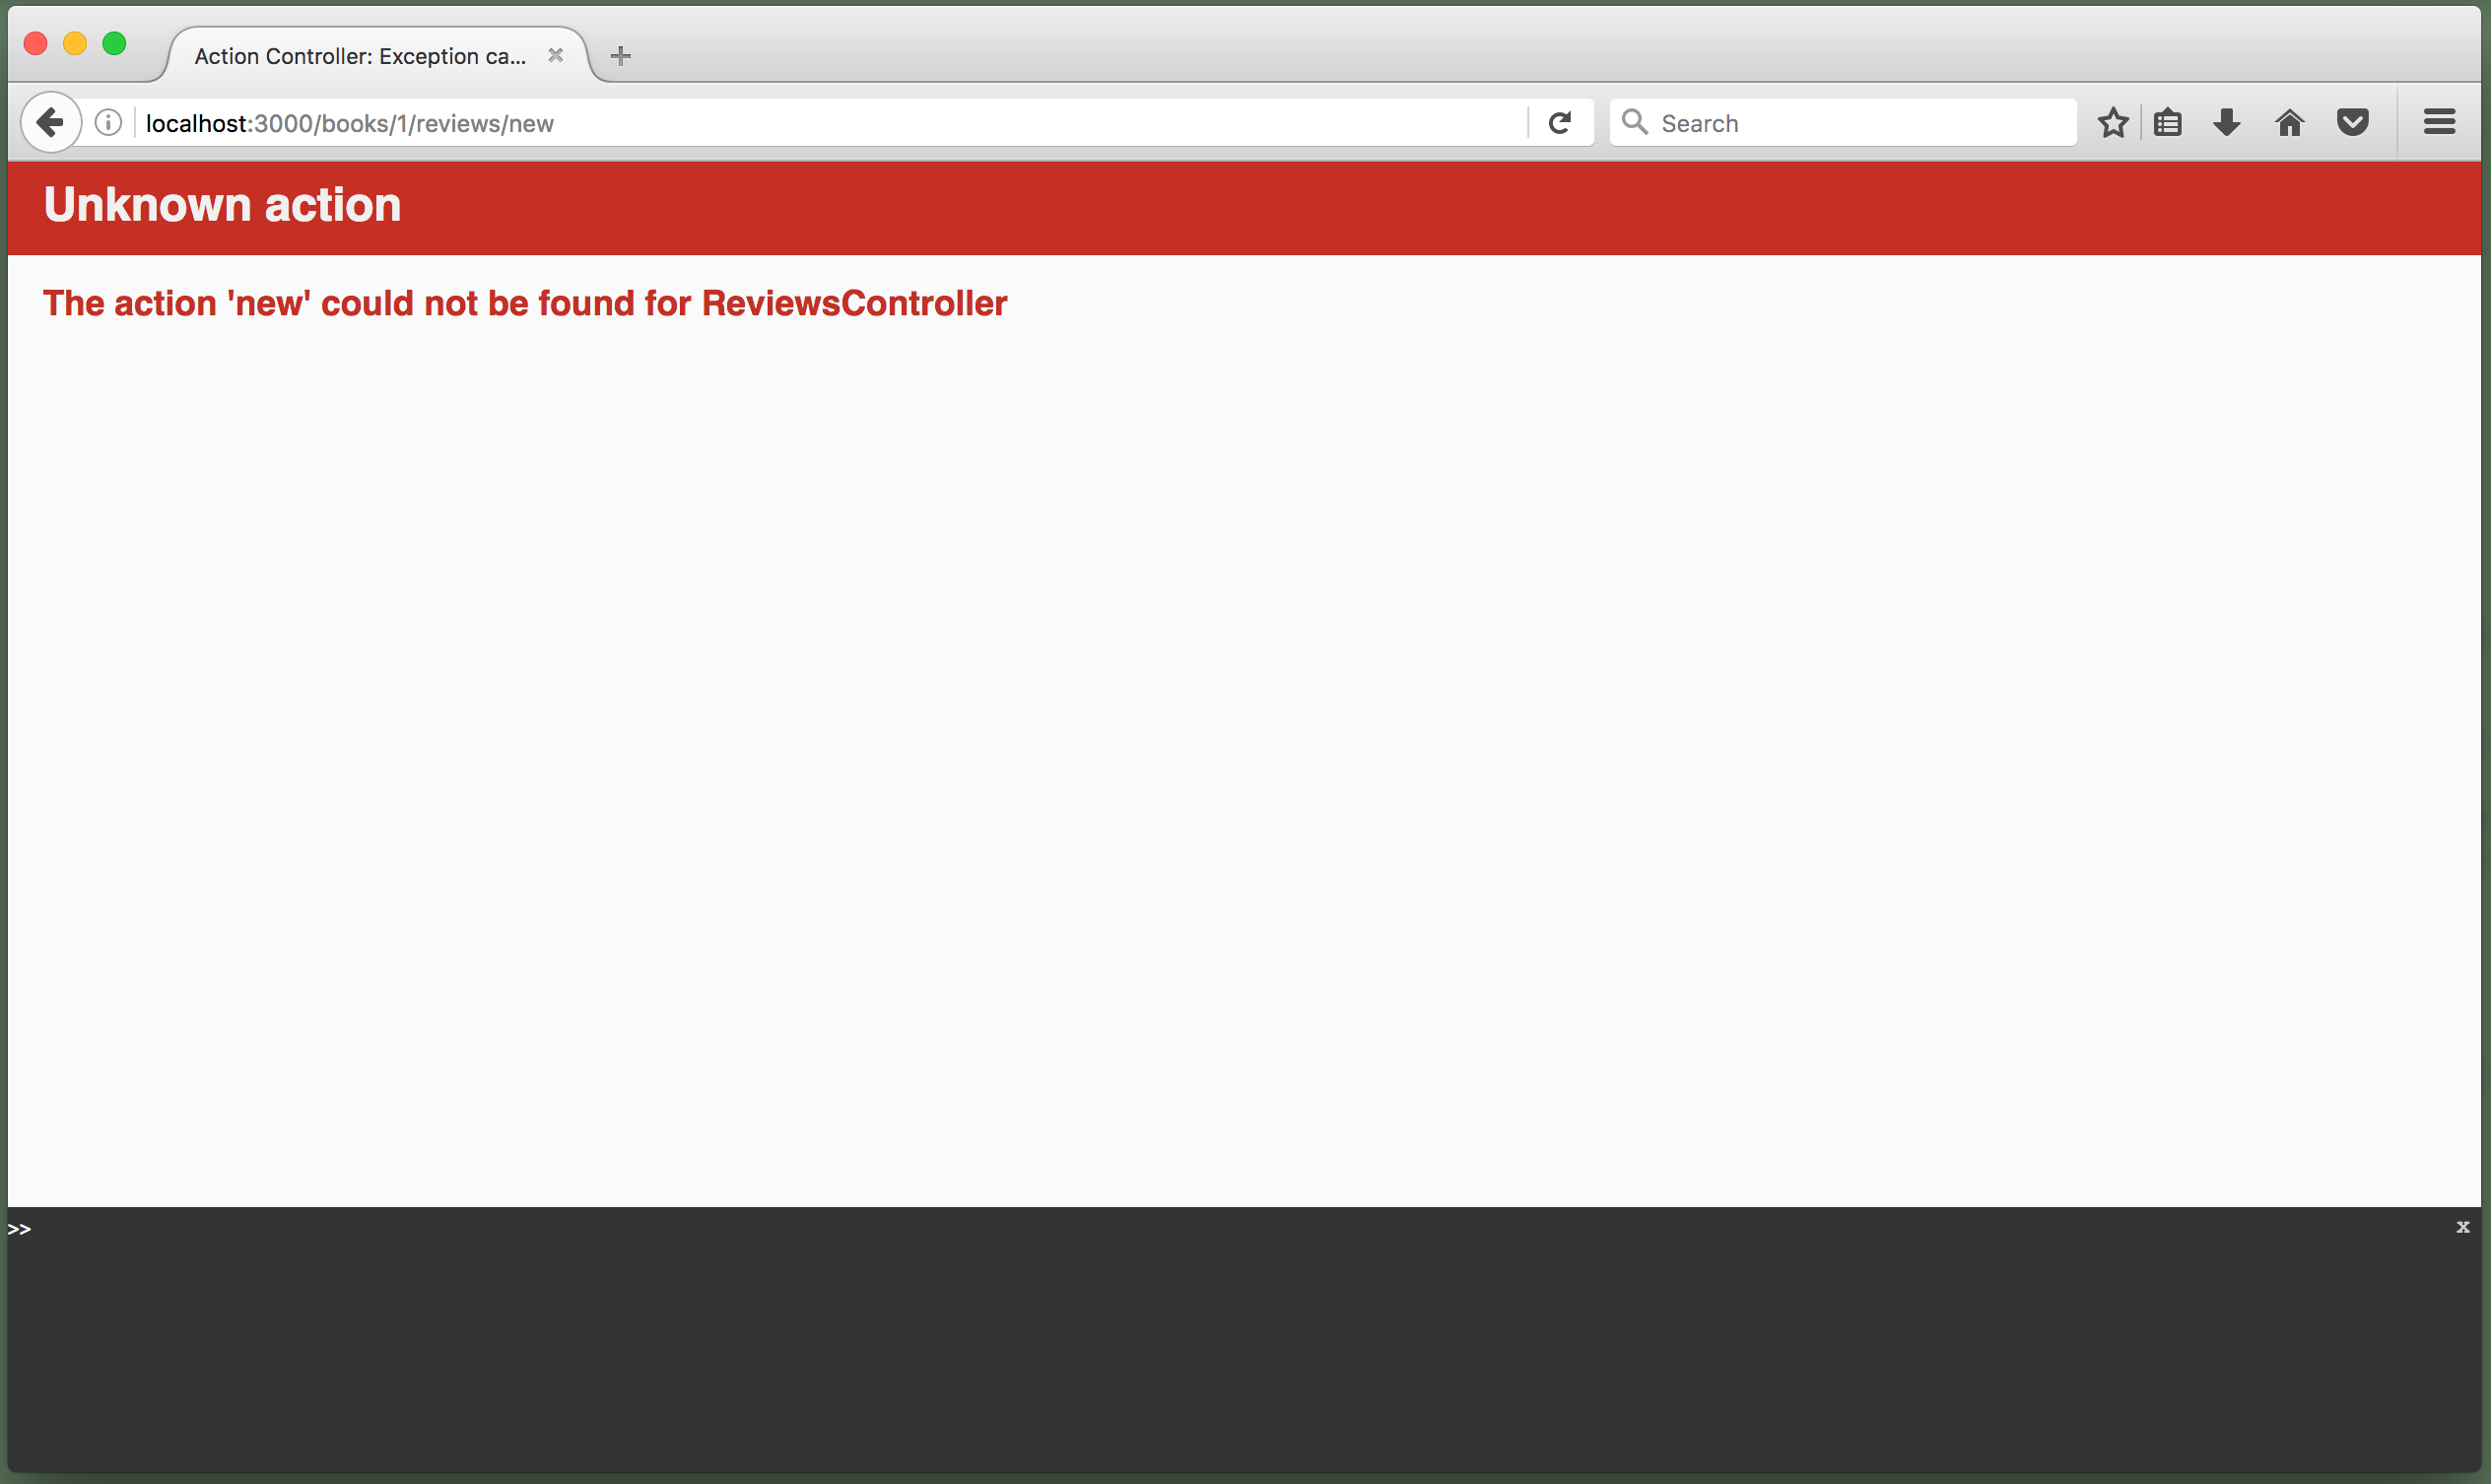 Action Controller: Exception ca...
localhost:3000/books/1/reviews/new
Search
Unknown action
The action 'new' could not be found for ReviewsController
>>
x